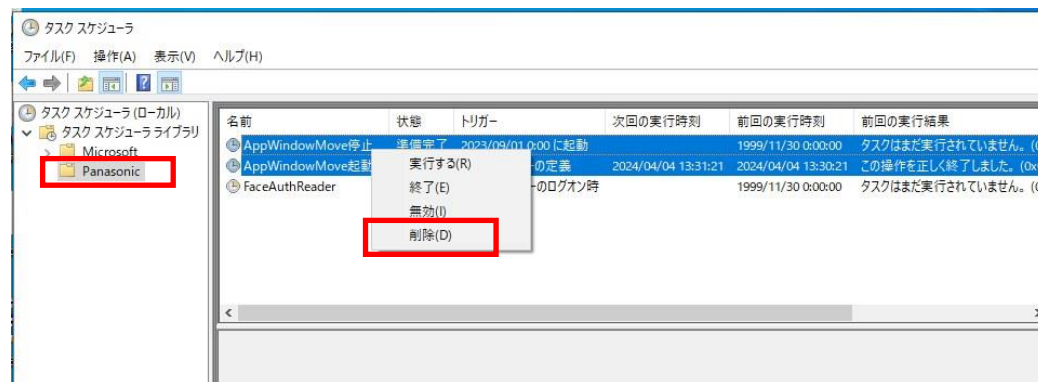 タスク スケジューラ
ファイル(F) 操作(A) 表示(V) ヘルプ(H)
タスク スケジューラ (ローカル)
タスク スケジューラ ライブラリ
Microsoft
Panasonic
名前 状態 トリガー 次回の実行時刻 前回の実行時刻 前回の実行結果
AppWindowMove停止 準備完了 2023/09/01 0:00 に起動 1999/11/30 0:00:00 タスクはまだ実行されていません。(0
AppWindowMove起動 の定義 2024/04/04 13:31:21 2024/04/04 13:30:21 この操作を正しく終了しました。(0x
FaceAuthReader ーのログオン時 1999/11/30 0:00:00 タスクはまだ実行されていません。(0
実行する(R)
終了(E)
無効(I)
削除(D)